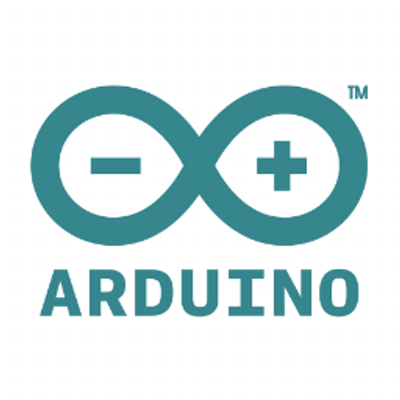 TM
- +
ARDUINO